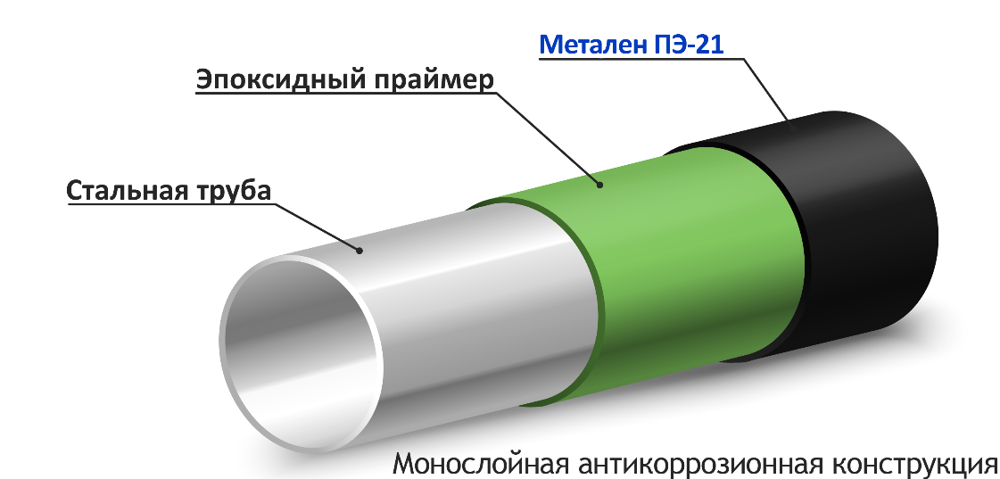 Метален ПЭ-21
Эпоксидный праймер
Стальная труба
Монослойная антикоррозионная конструкция